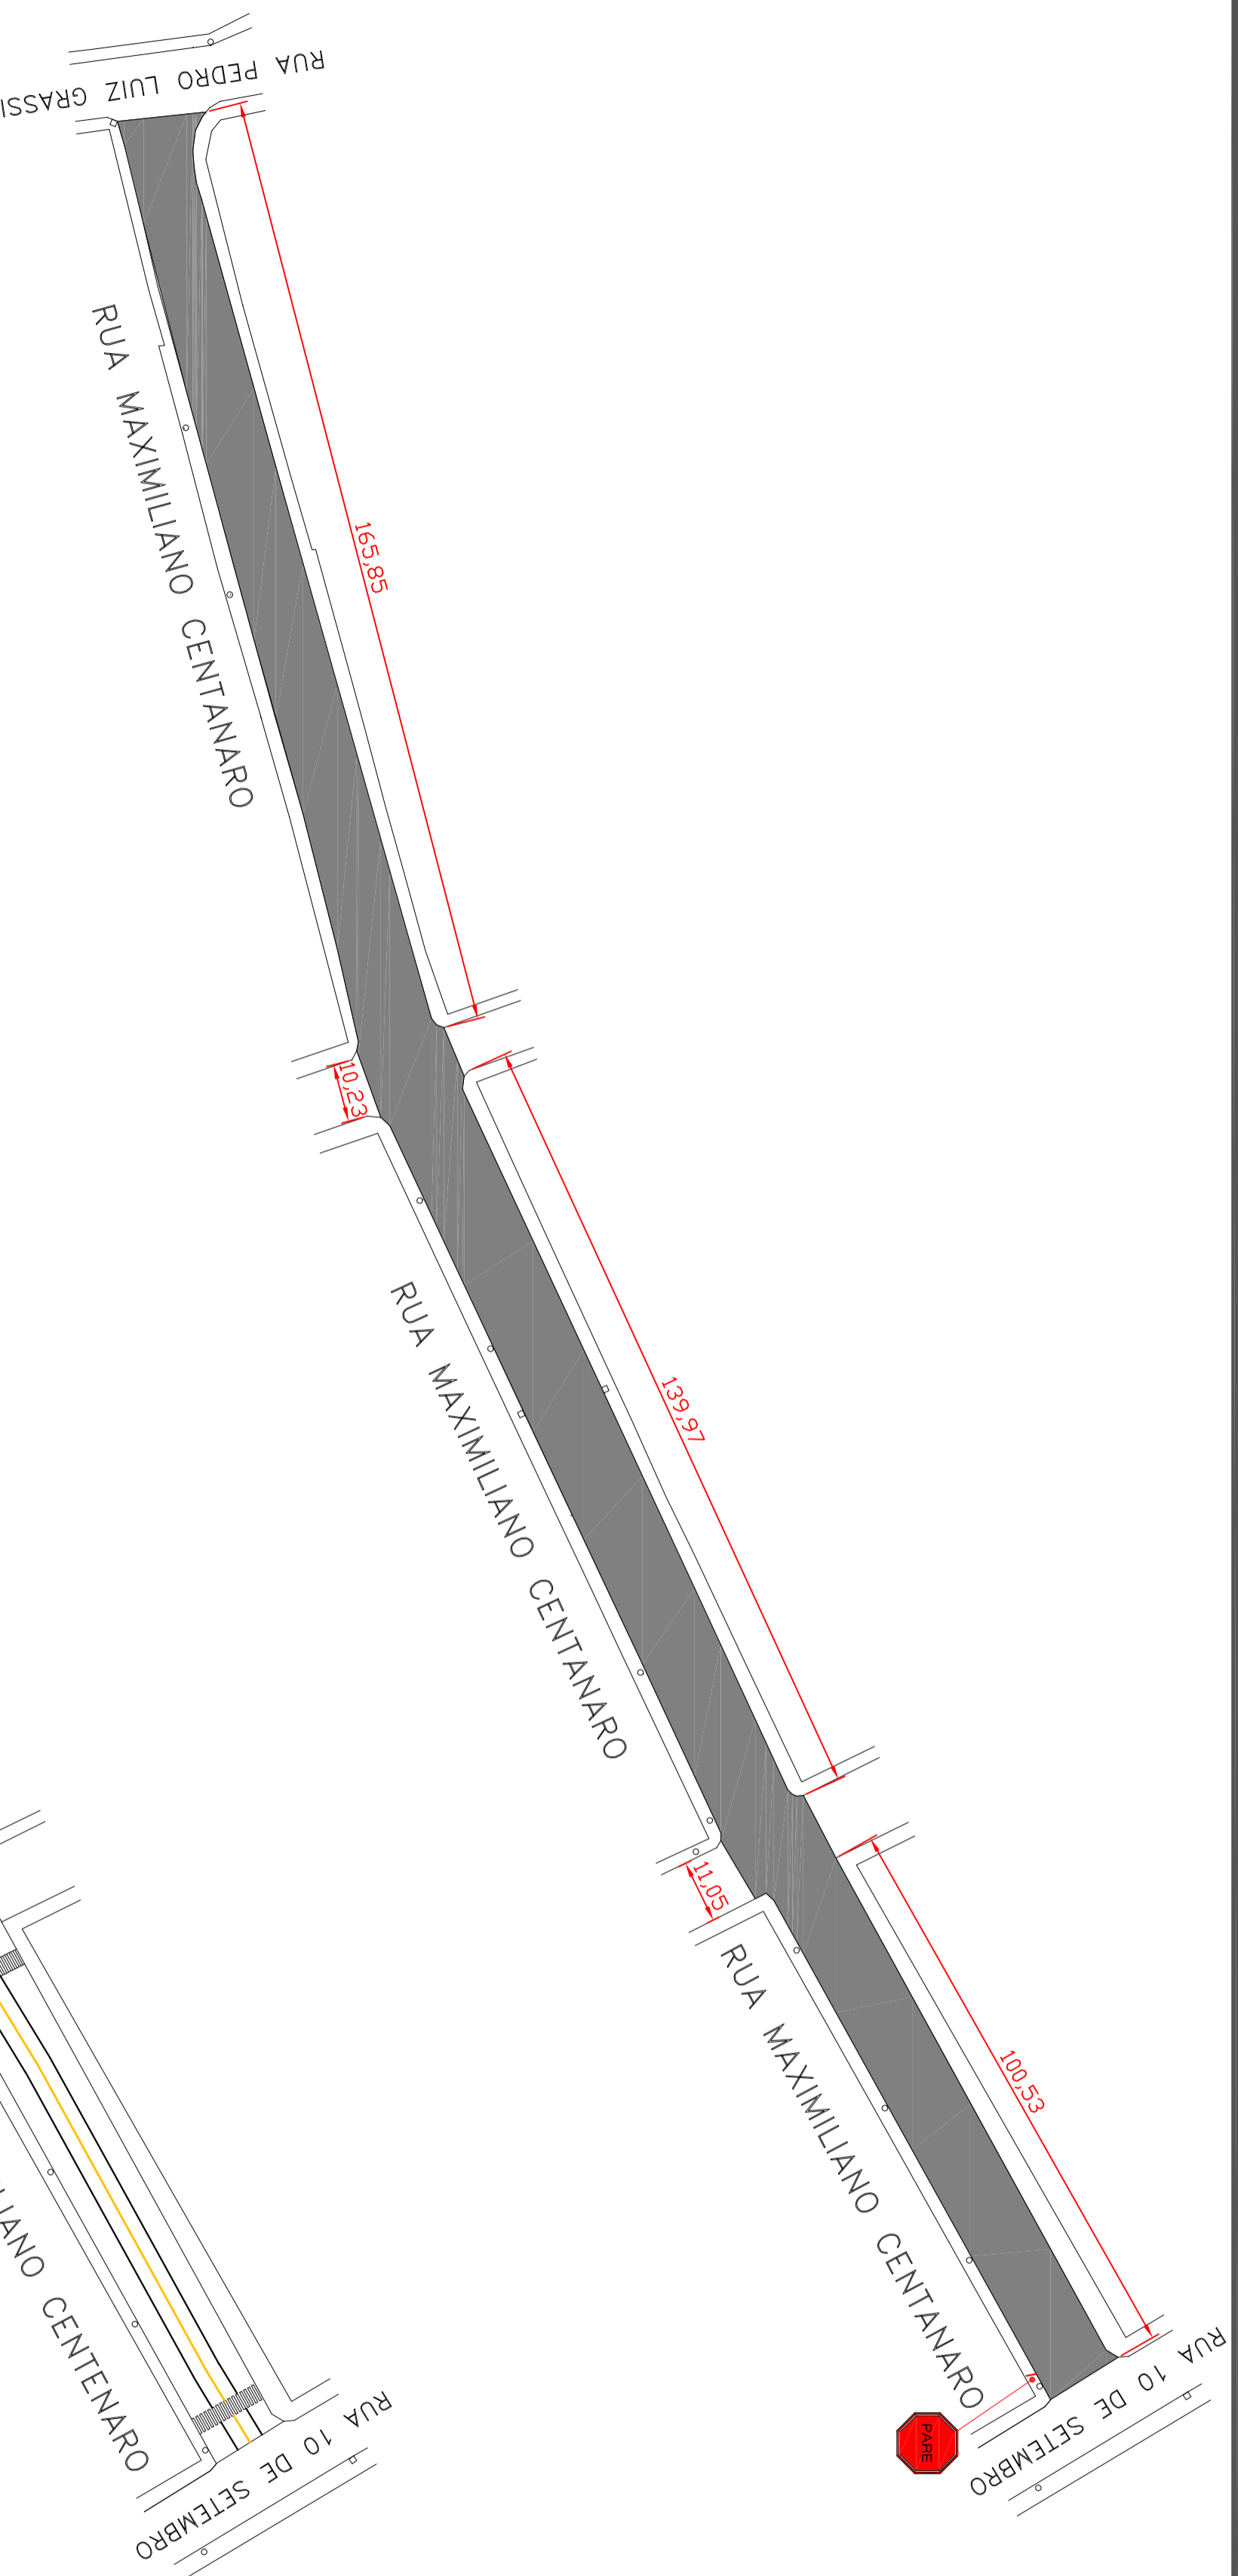 RUA PEDRO LUIZ GRASSI
165,85
RUA MAXIMILIANO CENTANARO
10,23
139,97
RUA MAXIMILIANO CENTANARO
11,05
100,53
RUA MAXIMILIANO CENTANARO
RUA 10 DE SETEMBRO
PARE
CENTENARO
RUA 10 DE SETEMBRO